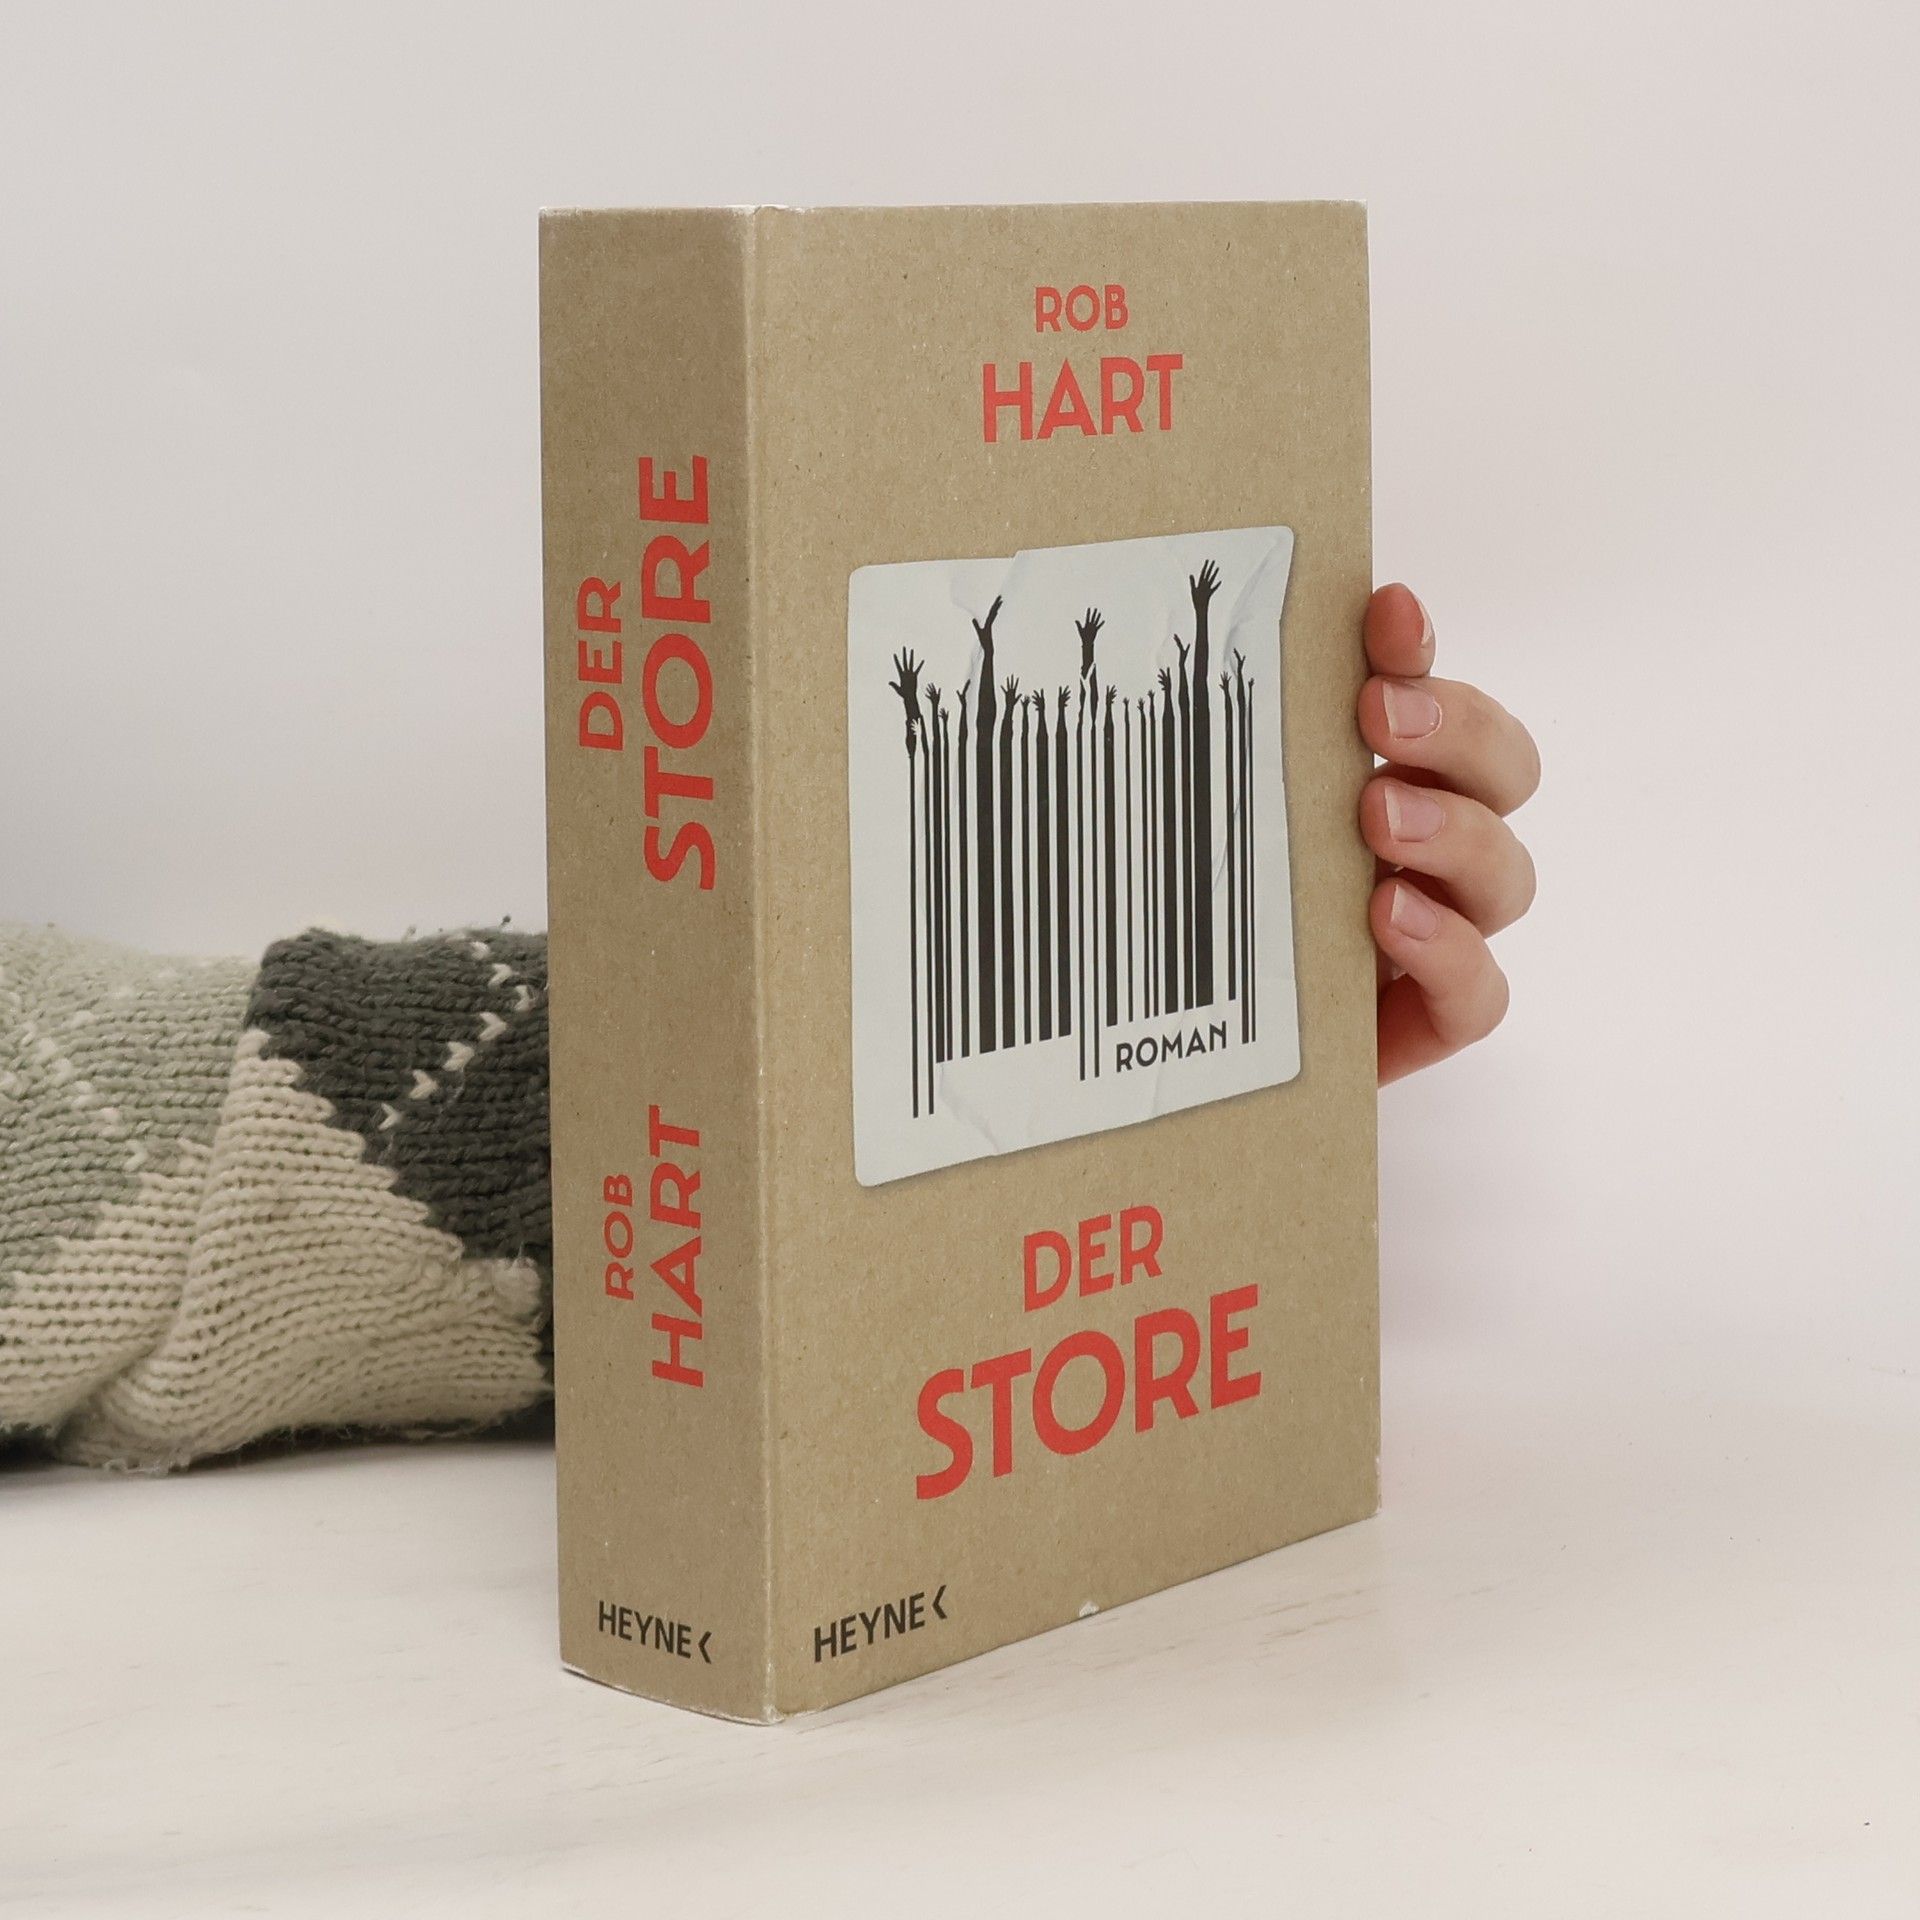 DER
STORE
ROB
HART
HEYNE<
ROB
HART
ROMAN
DER
STORE
HEYNE<